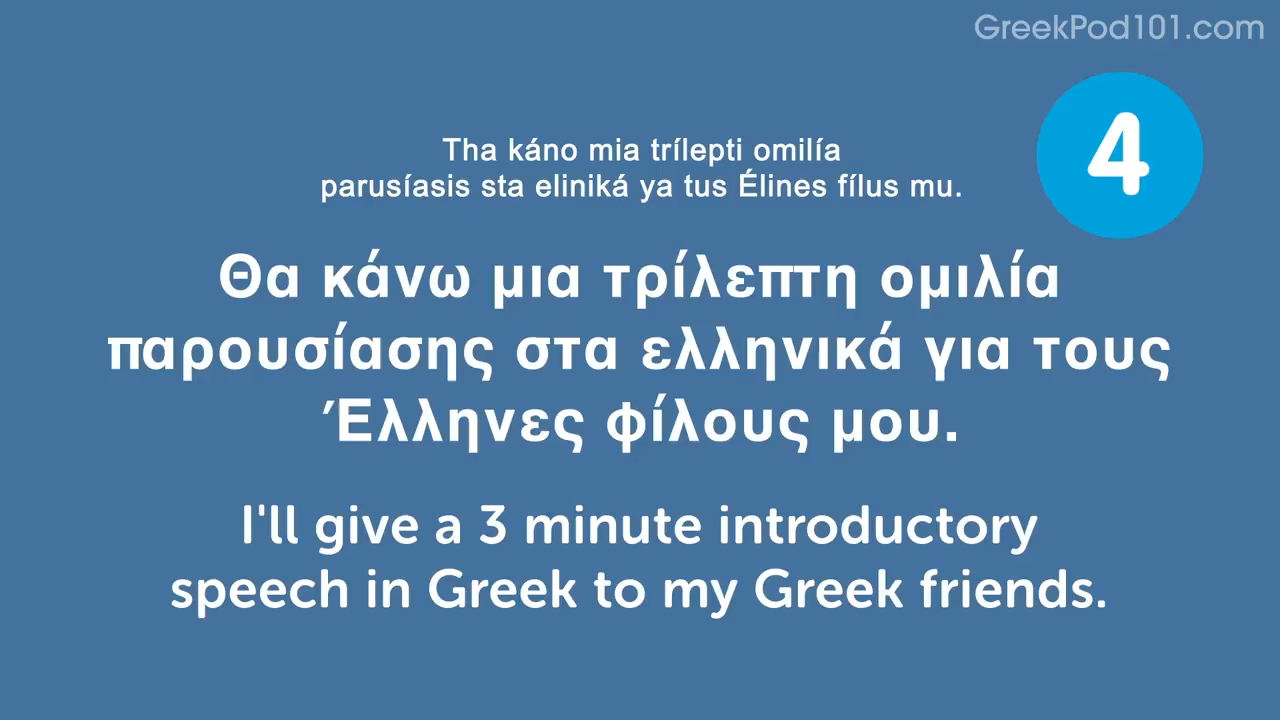 GreekPod101.com
4
Tha káno mia trílepti omilía
parusíasis sta eliniká ya tus Élines fílus mu.
Θα κάνω μια τρίλεπτη ομιλία
παρουσίασης στα ελληνικά για τους
Έλληνες φίλους μου.
I'll give a 3 minute introductory
speech in Greek to my Greek friends.